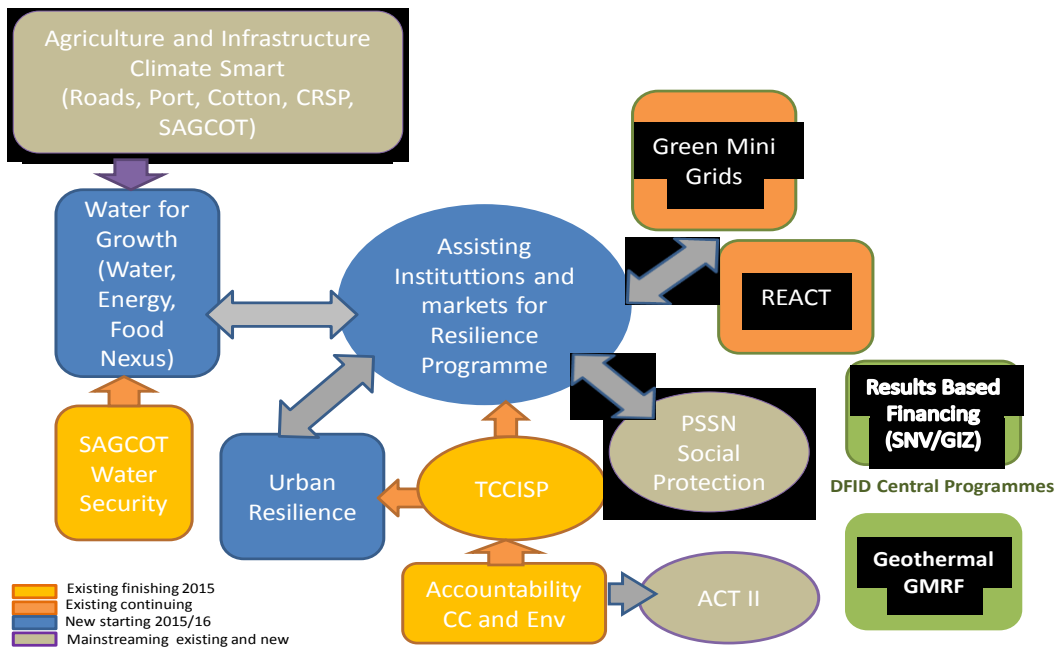 Agriculture and Infrastructure
Climate Smart
(Roads, Port, Cotton, CRSP,
SAGCOT)
Green Mini
Grids
Water for
Growth
(Water,
Energy,
Food
Nexus)
Assisting
Instituttions and
markets for
Resilience
Programme
REACT
Results Based
Financing
(SNV/GIZ)
DFID Central Programmes
SAGCOT
Water
Security
Urban
Resilience
TCCISP
PSSN
Social
Protection
Geothermal
GMRF
Accountability
CC and Env
ACT II
Existing finishing 2015
Existing continuing
New starting 2015/16
Mainstreaming existing and new